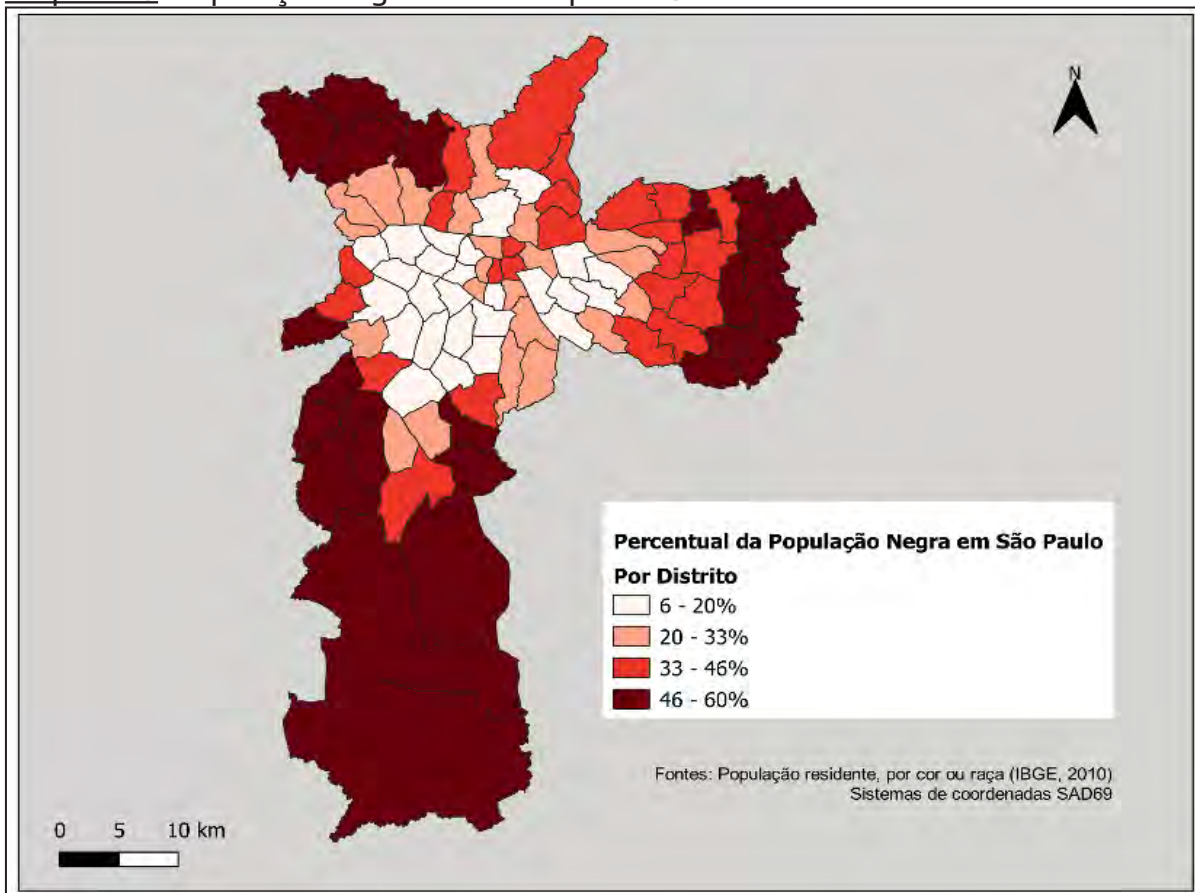 N
Percentual da População Negra em São Paulo
Por Distrito
6 - 20%
20 - 33%
33 - 46%
46 - 60%
Fontes: População residente, por cor ou raça (IBGE, 2010)
Sistemas de coordenadas SAD69
0 5 10 km